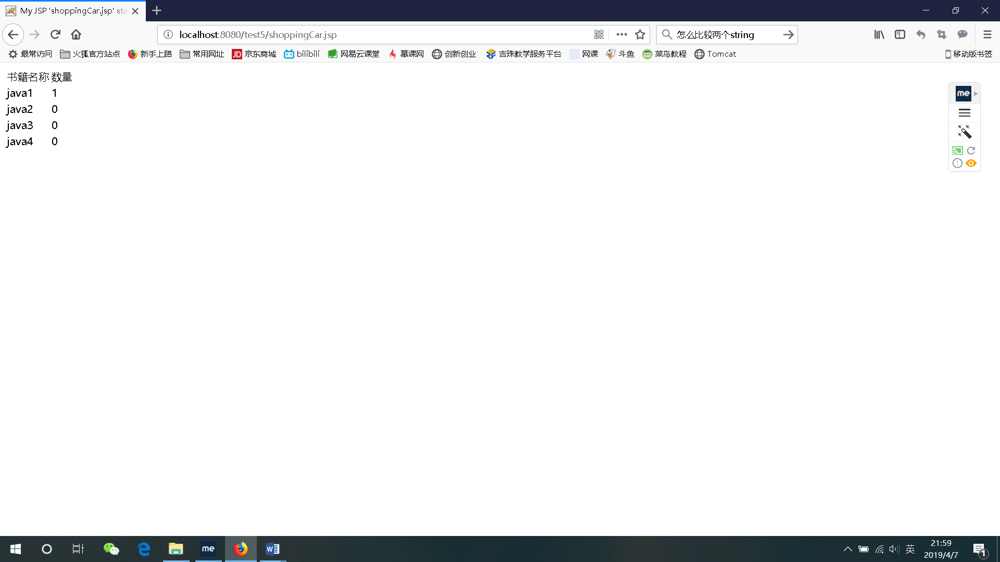 My JSP 'shoppingCar.jsp' sta
localhost:8080/test5/shoppingCar.jsp
怎么比较两个string
最常访问 火狐官方站点 新手上路 常用网址 JD 京东商城 bilibili 网易云课堂 慕课网 创新创业 吉珠教学服务平台 网课 斗鱼 菜鸟教程 Tomcat 移动版书签
书籍名称 数量
java1 1
java2 0
java3 0
java4 0
me
me
英
21:59
2019/4/7
1